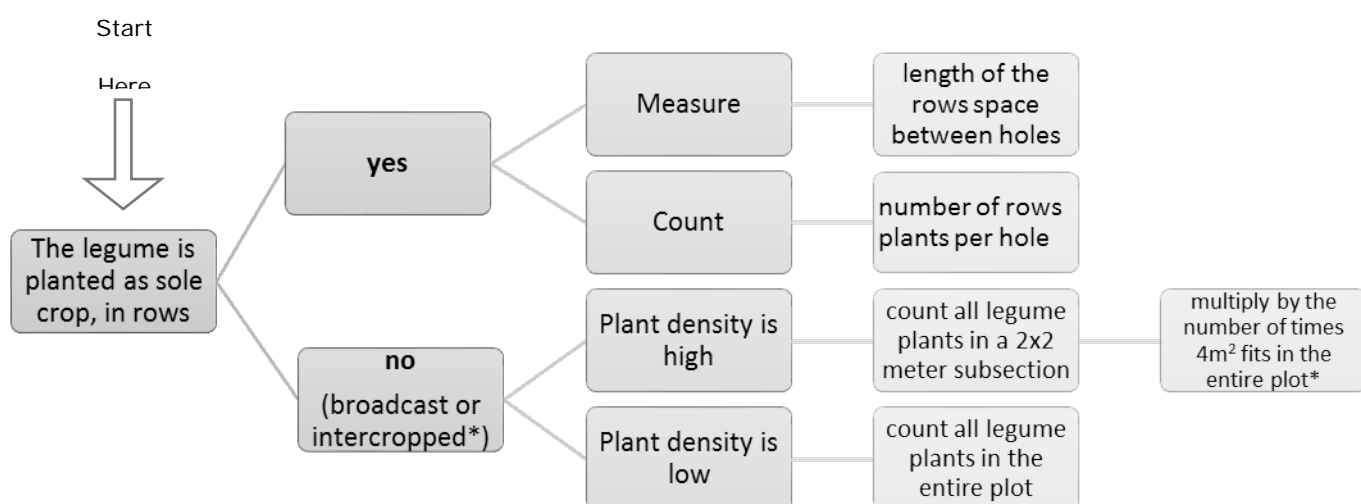 Start
Here
The legume is
planted as sole
crop, in rows
yes
Measure
length of the
rows space
between holes
Count
number of rows
plants per hole
no
(broadcast or
intercropped*)
Plant density is
high
count all legume
plants in a 2x2
meter subsection
multiply by the
number of times
4m² fits in the
entire plot*
Plant density is
low
count all legume
plants in the
entire plot